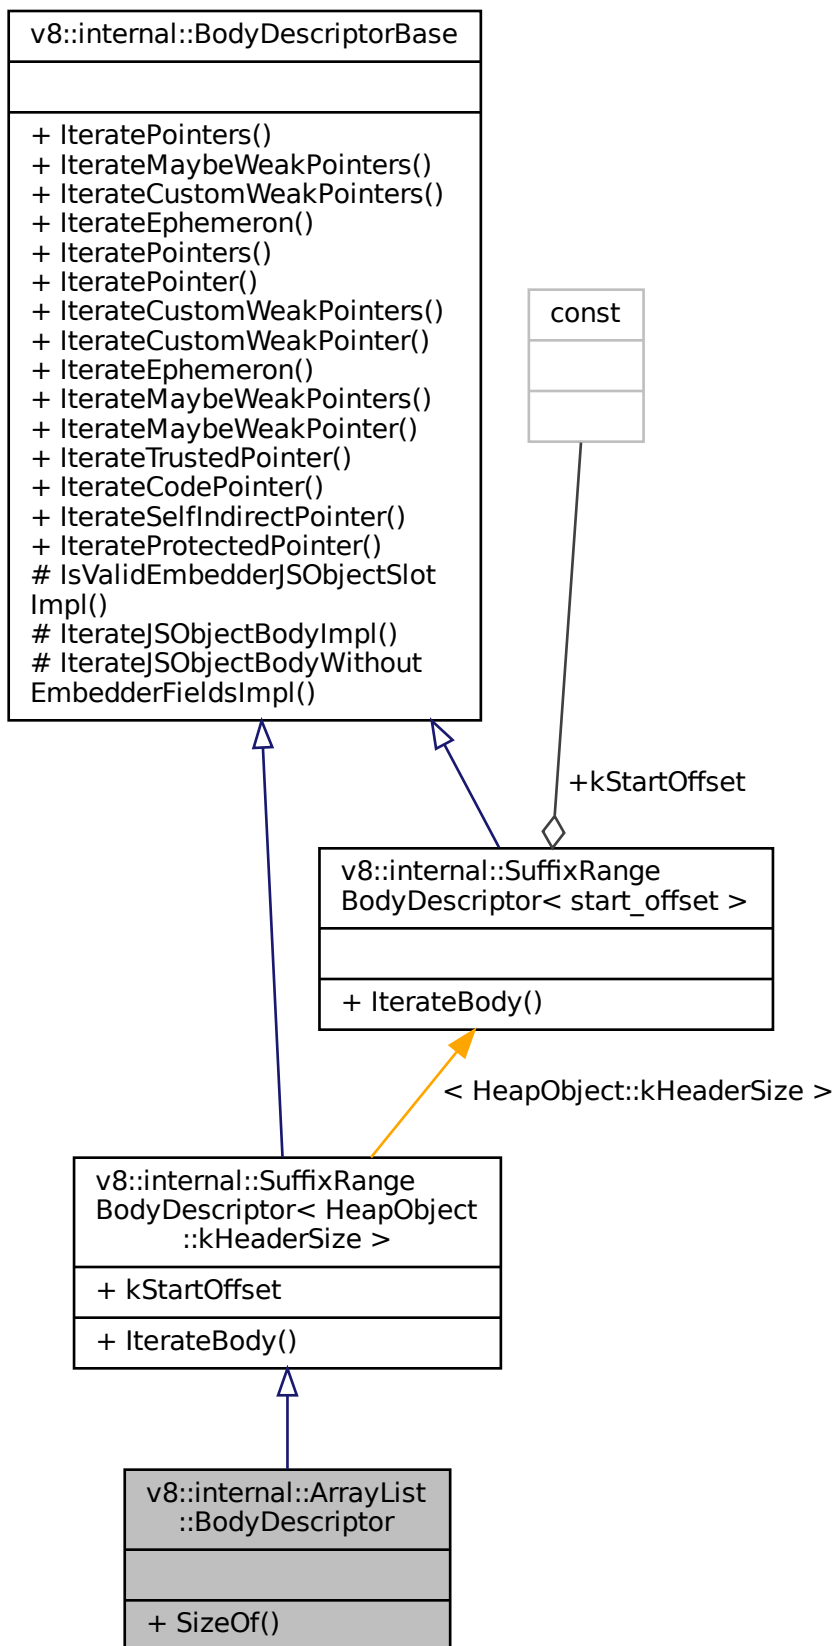 v8::internal::BodyDescriptorBase
+ IteratePointers()
+ IterateMaybeWeakPointers()
+ IterateCustomWeakPointers()
+ IterateEphemeron()
+ IteratePointers()
+ IteratePointer()
+ IterateCustomWeakPointers()
+ IterateCustomWeakPointer()
+ IterateEphemeron()
+ IterateMaybeWeakPointers()
+ IterateMaybeWeakPointer()
+ IterateTrustedPointer()
+ IterateCodePointer()
+ IterateSelfIndirectPointer()
+ IterateProtectedPointer()
# IsValidEmbedderJSObjectSlot
Impl()
# IterateJSObjectBodyImpl()
# IterateJSObjectBodyWithout
EmbedderFieldsImpl()
const
+kStartOffset
v8::internal::SuffixRange
BodyDescriptor< start_offset >
+ IterateBody()
< HeapObject::kHeaderSize >
v8::internal::SuffixRange
BodyDescriptor< HeapObject
::kHeaderSize >
+ kStartOffset
+ IterateBody()
v8::internal::ArrayList
::BodyDescriptor
+ SizeOf()